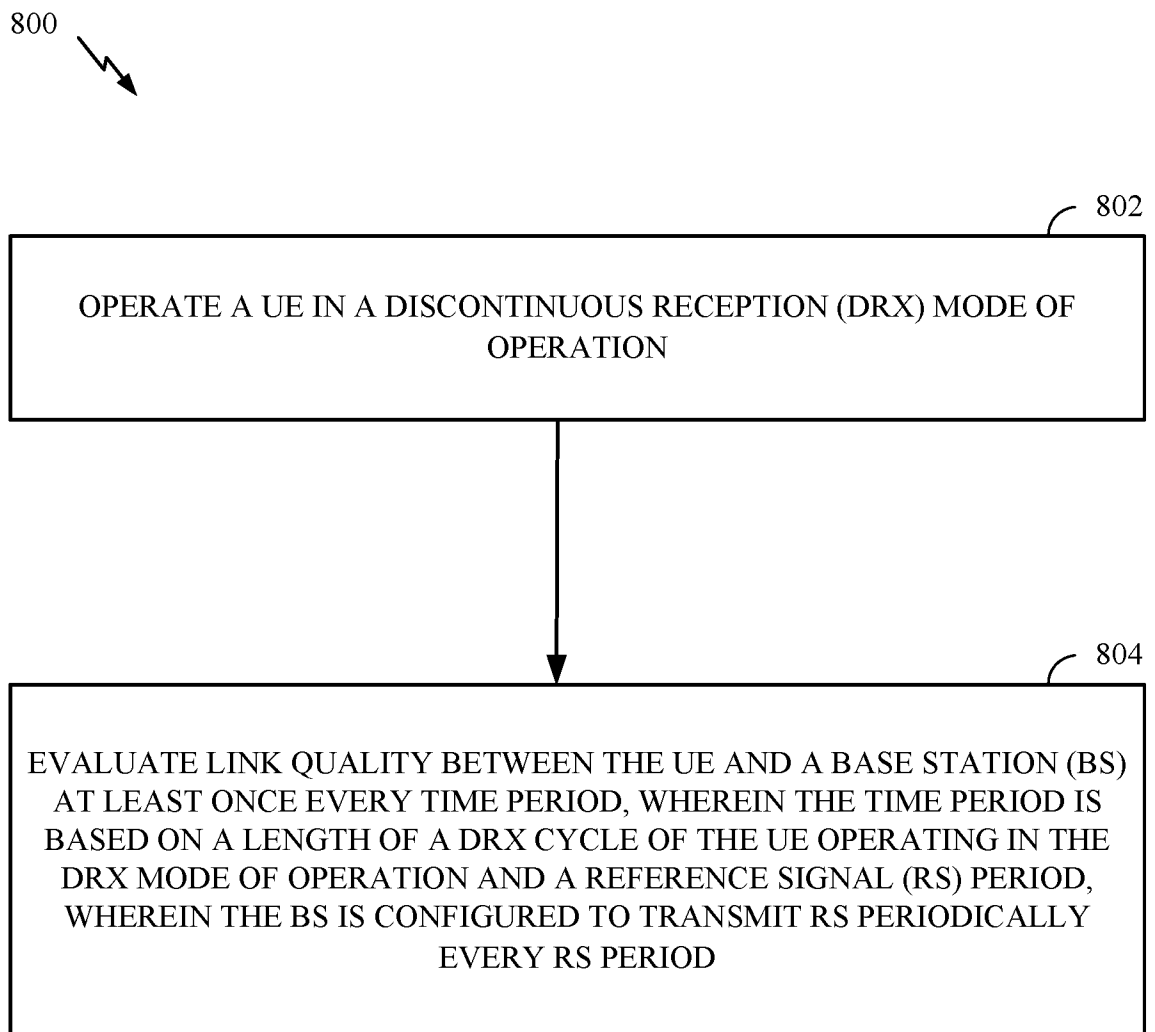 800
802
OPERATE A UE IN A DISCONTINUOUS RECEPTION (DRX) MODE OF
OPERATION
804
EVALUATE LINK QUALITY BETWEEN THE UE AND A BASE STATION (BS)
AT LEAST ONCE EVERY TIME PERIOD, WHEREIN THE TIME PERIOD IS
BASED ON A LENGTH OF A DRX CYCLE OF THE UE OPERATING IN THE
DRX MODE OF OPERATION AND A REFERENCE SIGNAL (RS) PERIOD,
WHEREIN THE BS IS CONFIGURED TO TRANSMIT RS PERIODICALLY
EVERY RS PERIOD